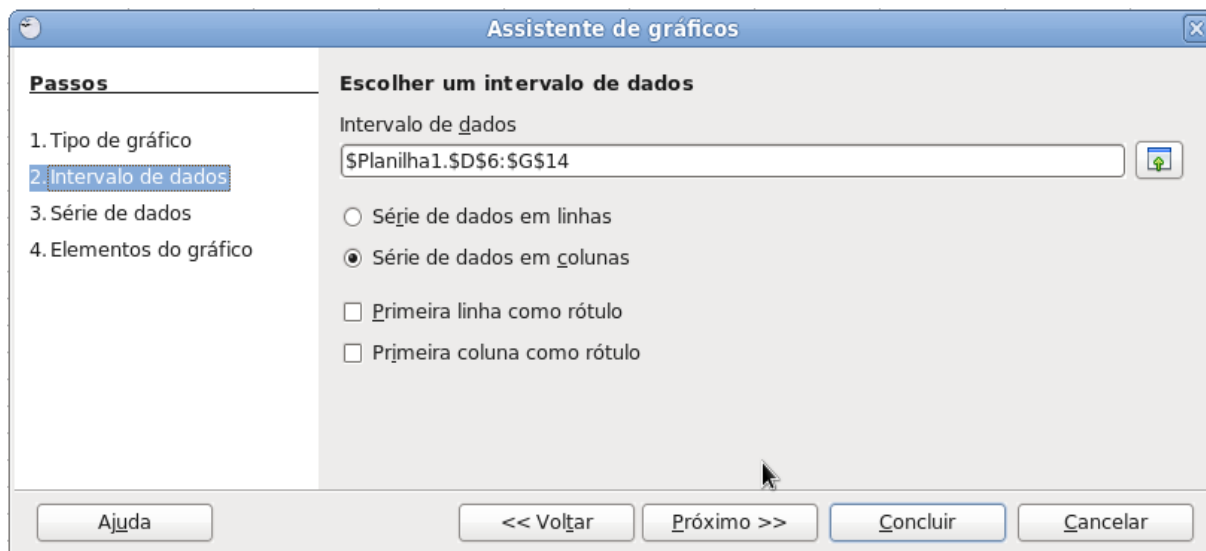 Assistente de gráficos
Passos
1. Tipo de gráfico
2. Intervalo de dados
3. Série de dados
4. Elementos do gráfico
Escolher um intervalo de dados
Intervalo de dados
$Planilha1.$D$6:$G$14
Série de dados em linhas
Série de dados em colunas
Primeira linha como rótulo
Primeira coluna como rótulo
Ajuda
<< Voltar
Próximo >>
Concluir
Cancelar